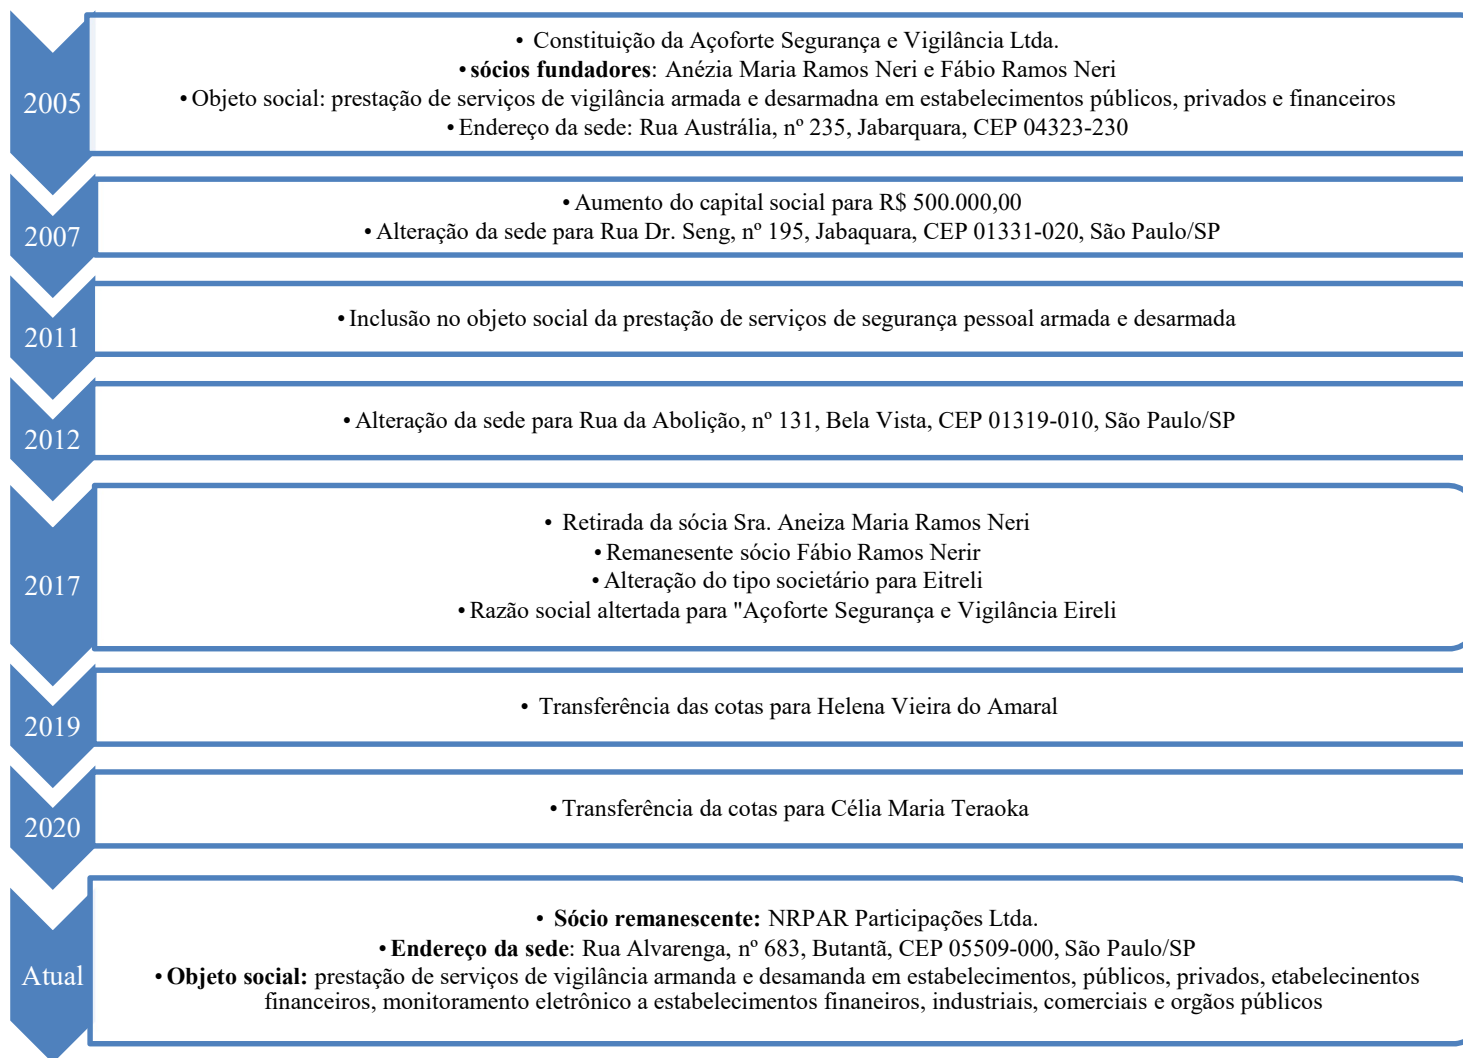 2005
• Constituição da Açoforte Segurança e Vigilância Ltda.
• sócios fundadores: Anézia Maria Ramos Neri e Fábio Ramos Neri
• Objeto social: prestação de serviços de vigilância armada e desarmadna em estabelecimentos públicos, privados e financeiros
• Endereço da sede: Rua Austrália, nº 235, Jabarquara, CEP 04323-230
2007
• Aumento do capital social para R$ 500.000,00
• Alteração da sede para Rua Dr. Seng, nº 195, Jabaquara, CEP 01331-020, São Paulo/SP
2011
• Inclusão no objeto social da prestação de serviços de segurança pessoal armada e desarmada
2012
• Alteração da sede para Rua da Abolição, nº 131, Bela Vista, CEP 01319-010, São Paulo/SP
2017
• Retirada da sócia Sra. Aneiza Maria Ramos Neri
• Remanesente sócio Fábio Ramos Nerir
• Alteração do tipo societário para Eitreli
• Razão social altertada para "Açoforte Segurança e Vigilância Eireli
2019
• Transferência das cotas para Helena Vieira do Amaral
2020
• Transferência da cotas para Célia Maria Teraoka
Atual
• Sócio remanescente: NRPAR Participações Ltda.
• Endereço da sede: Rua Alvarenga, nº 683, Butantã, CEP 05509-000, São Paulo/SP
• Objeto social: prestação de serviços de vigilância armanda e desamanda em estabelecimentos, públicos, privados, etabelecinentos
financeiros, monitoramento eletrônico a estabelecimentos finaneiros, industriais, comerciais e orgãos públicos